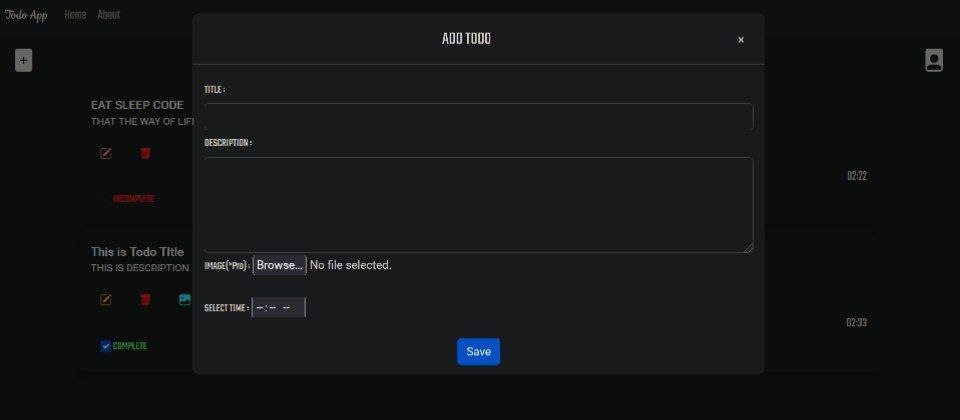 Todo App Home About
ADD TODO ×
+
TITLE :
EAT SLEEP CODE
THAT THE WAY OF LIF
DESCRIPTION :
02:22
INCOMPLETE
This is Todo TItle
THIS IS DESCRIPTION
IMAGE(*Pro) : Browse... No file selected.
SELECT TIME : -- : -- --
02:33
COMPLETE
Save